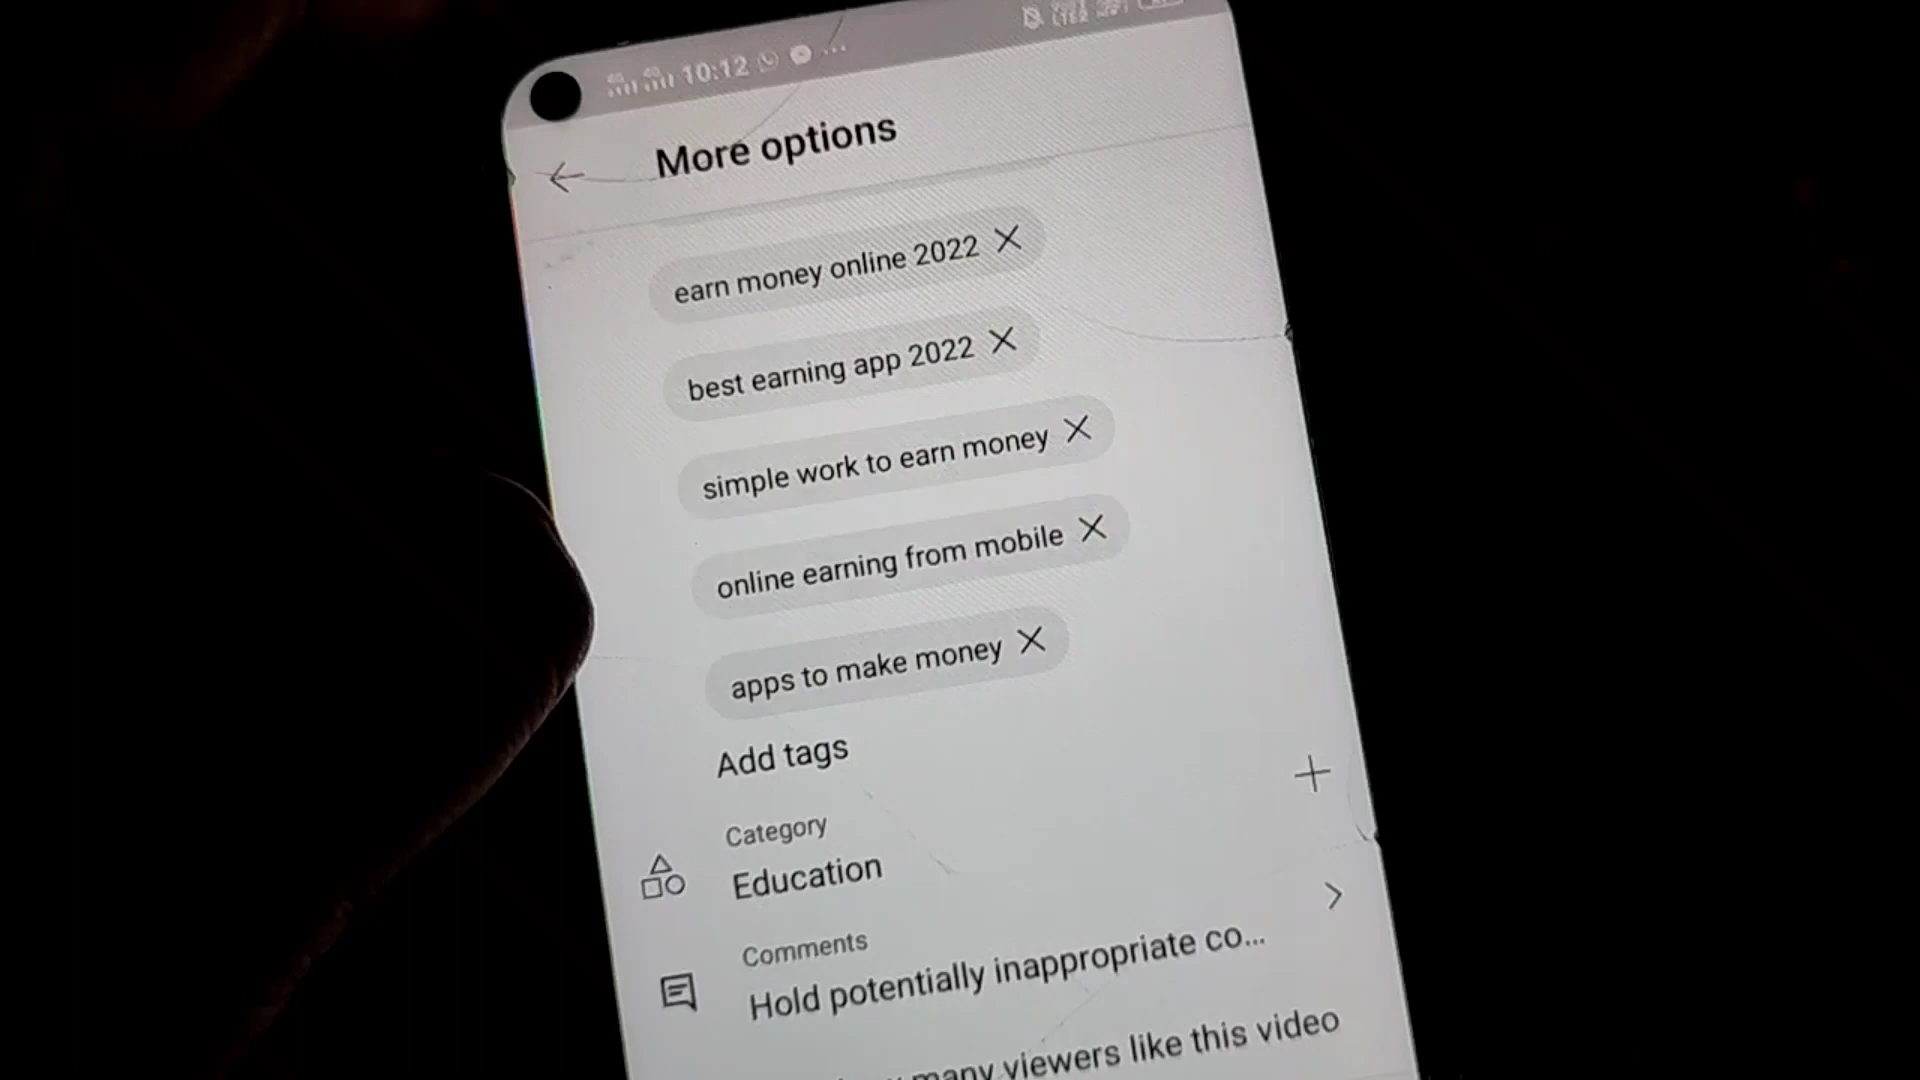 10:12
More options
earn money online 2022
best earning app 2022
simple work to earn money
online earning from mobile
apps to make money
Add tags
Category
Education
Comments
Hold potentially inappropriate co...
many viewers like this video